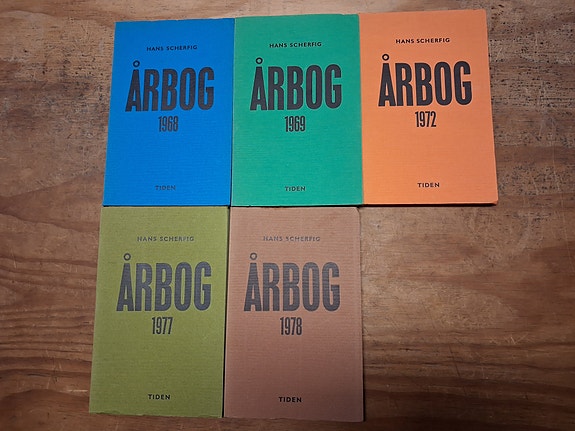 HANS SCHERFIG
ÅRBOG
1968
TIDEN
HANS SCHERFIG
ÅRBOG
1969
TIDEN
HANS SCHERFIG
ÅRBOG
1972
TIDEN
HANS SCHERFIG
ÅRBOG
1977
TIDEN
HANS SCHERFIG
ÅRBOG
1978
TIDEN